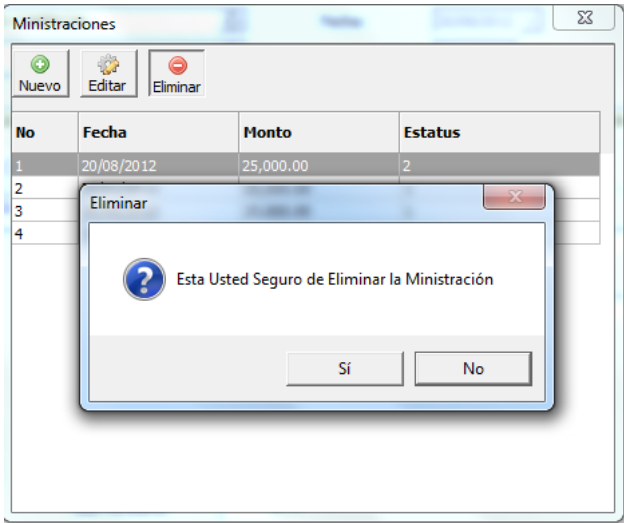 Ministraciones
Nuevo Editar Eliminar
No Fecha Monto Estatus
1 20/08/2012 25,000.00 2
2
3
4
Eliminar
Esta Usted Seguro de Eliminar la Ministración
Sí No